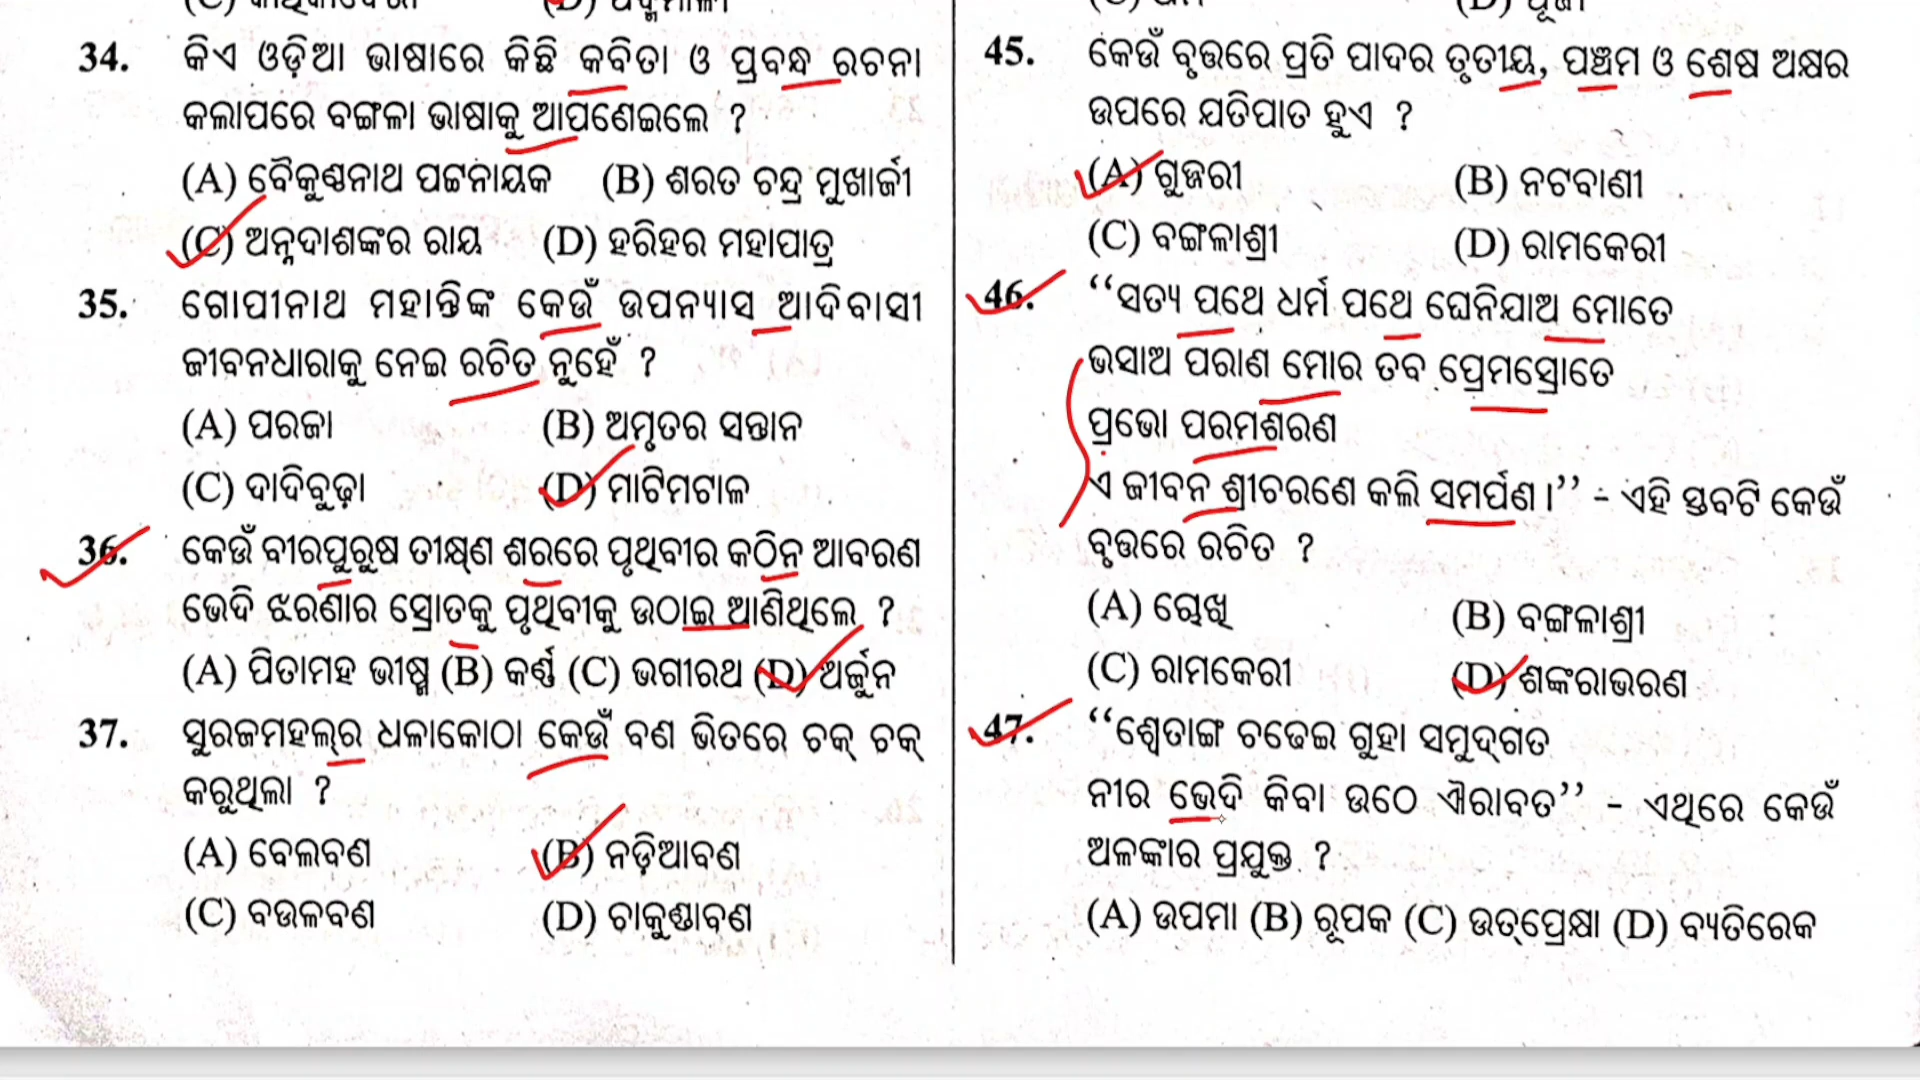 34. କିଏ ଓଡ଼ିଆ ଭାଷାରେ କିଛି କବିତା ଓ ପ୍ରବନ୍ଧ ରଚନା
କଲାପରେ ବଙ୍ଗଳା ଭାଷାକୁ ଆପଣେଇଲେ ?
(A) ବୈକୁଣ୍ଠନାଥ ପଟ୍ଟନାୟକ (B) ଶରତ ଚନ୍ଦ୍ର ମୁଖାର୍ଜୀ
(C) ଅନ୍ନଦାଶଙ୍କର ରାୟ (D) ହରିହର ମହାପାତ୍ର
35. ଗୋପୀନାଥ ମହାନ୍ତିଙ୍କ କେଉଁ ଉପନ୍ୟାସ ଆଦିବାସୀ
ଜୀବନଧାରାକୁ ନେଇ ରଚିତ ନୁହେଁ ?
(A) ପରଜା (B) ଅମୃତର ସନ୍ତାନ
(C) ଦାଦିବୁଢ଼ା (D) ମାଟିମଟାଳ
36. କେଉଁ ବୀରପୁରୁଷ ତୀକ୍ଷ୍ଣ ଶରରେ ପୃଥିବୀର କଠିନ ଆବରଣ
ଭେଦି ଝରଣାର ସ୍ରୋତକୁ ପୃଥିବୀକୁ ଉଠାଇ ଆଣିଥିଲେ ?
(A) ପିତାମହ ଭୀଷ୍ମ (B) କର୍ଣ୍ଣ (C) ଭଗୀରଥ (D) ଅର୍ଜୁନ
37. ସୁରଜମହଲ୍‌ର ଧଳାକୋଠା କେଉଁ ବଣ ଭିତରେ ଚକ୍ ଚକ୍
କରୁଥିଲା ?
(A) ବେଲବଣ (B) ନଡ଼ିଆବଣ
(C) ବଉଳବଣ (D) ଚାକୁଣ୍ଡାବଣ
45. କେଉଁ ବୃତ୍ତରେ ପ୍ରତି ପାଦର ତୃତୀୟ, ପଞ୍ଚମ ଓ ଶେଷ ଅକ୍ଷର
ଉପରେ ଯତିପାତ ହୁଏ ?
(A) ଗୁଜରୀ (B) ନଟବାଣୀ
(C) ବଙ୍ଗଳାଶ୍ରୀ (D) ରାମକେରୀ
46. ‘‘ସତ୍ୟ ପଥେ ଧର୍ମ ପଥେ ଘେନିଯାଅ ମୋତେ
ଭସାଅ ପରାଣ ମୋର ତବ ପ୍ରେମସ୍ରୋତେ
ପ୍ରଭୋ ପରମଶରଣ
ଏ ଜୀବନ ଶ୍ରୀଚରଣେ କଲି ସମର୍ପଣ।’’ - ଏହି ସ୍ତବଟି କେଉଁ
ବୃତ୍ତରେ ରଚିତ ?
(A) ଚୋଖି (B) ବଙ୍ଗଳାଶ୍ରୀ
(C) ରାମକେରୀ (D) ଶଙ୍କରାଭରଣ
47. ‘‘ଶ୍ୱେତାଙ୍ଗ ଚଢେଇ ଗୁହା ସମୁଦ୍‌ଗତ
ନୀର ଭେଦି କିବା ଉଠେ ଐରାବତ’’ - ଏଥିରେ କେଉଁ
ଅଳଙ୍କାର ପ୍ରଯୁକ୍ତ ?
(A) ଉପମା (B) ରୂପକ (C) ଉତ୍‌ପ୍ରେକ୍ଷା (D) ବ୍ୟତିରେକ